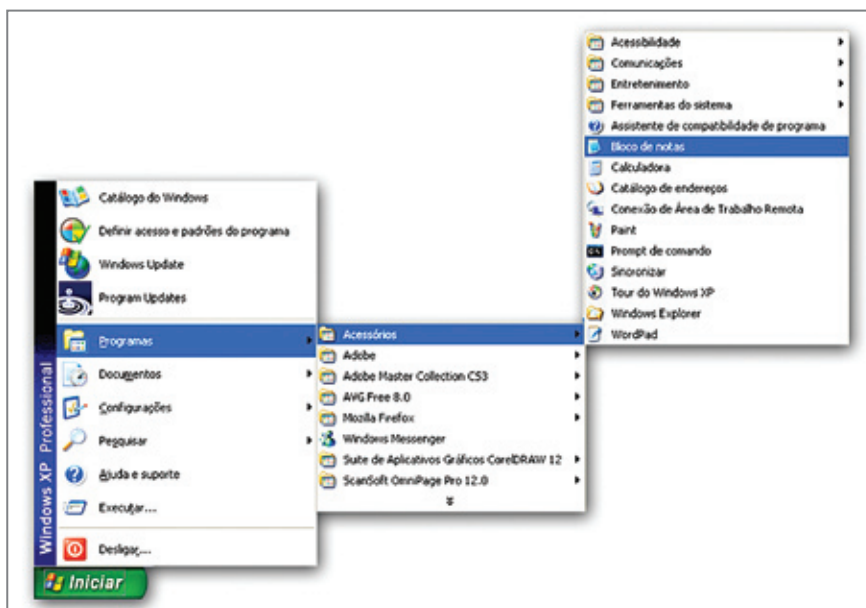 Catálogo do Windows
Definir acesso e padrões do programa
Windows Update
Program Updates
Programas
Documentos
Configurações
Pesquisar
Ajuda e suporte
Executar...
Desligar...
Windows XP Professional
Iniciar
Acessórios
Adobe
Adobe Master Collection CS3
AVG Free 8.0
Mozilla Firefox
Windows Messenger
Suite de Aplicativos Gráficos CorelDRAW 12
ScanSoft OmniPage Pro 12.0
Acessibilidade
Comunicações
Entretenimento
Ferramentas do sistema
Assistente de compatibilidade de programa
Bloco de notas
Calculadora
Catálogo de endereços
Conexão de Área de Trabalho Remota
Paint
Prompt de comando
Sincronizar
Tour do Windows XP
Windows Explorer
WordPad